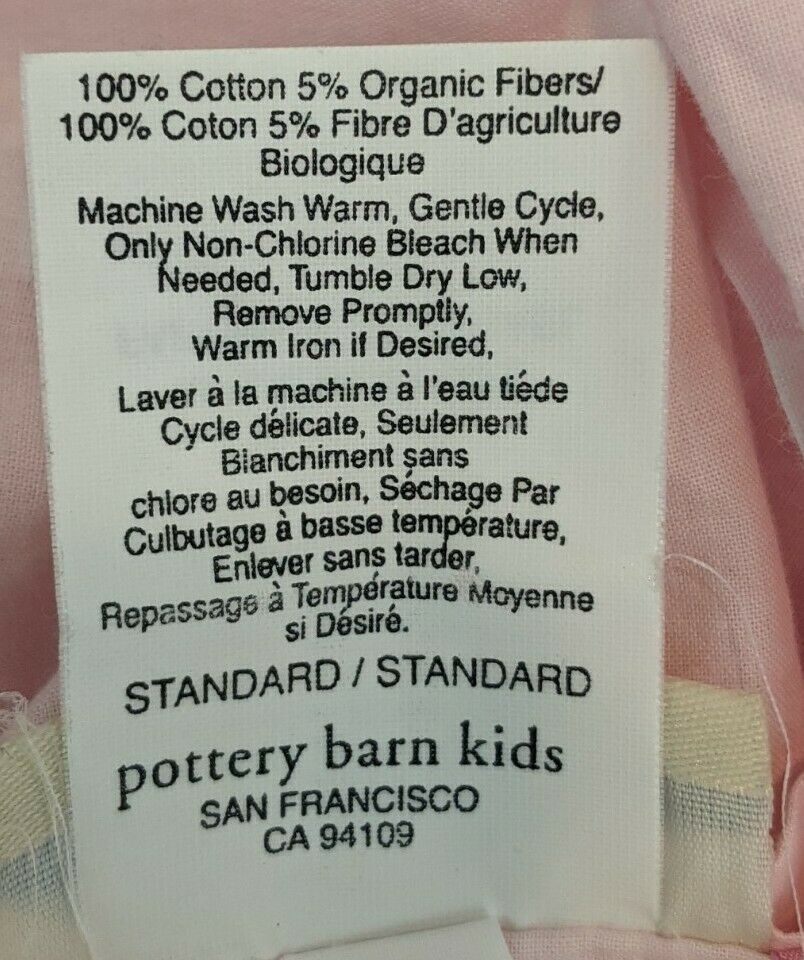 100% Cotton 5% Organic Fibers/
100% Coton 5% Fibre D'agriculture
Biologique
Machine Wash Warm, Gentle Cycle,
Only Non-Chlorine Bleach When
Needed, Tumble Dry Low,
Remove Promptly,
Warm Iron if Desired,
Laver à la machine à l'eau tiéde
Cycle délicate, Seulement
Blanchiment sans
chlore au besoin, Séchage Par
Culbutage à basse température,
Enlever sans tarder,
Repassage à Température Moyenne
si Désiré.
STANDARD / STANDARD
pottery barn kids
SAN FRANCISCO
CA 94109